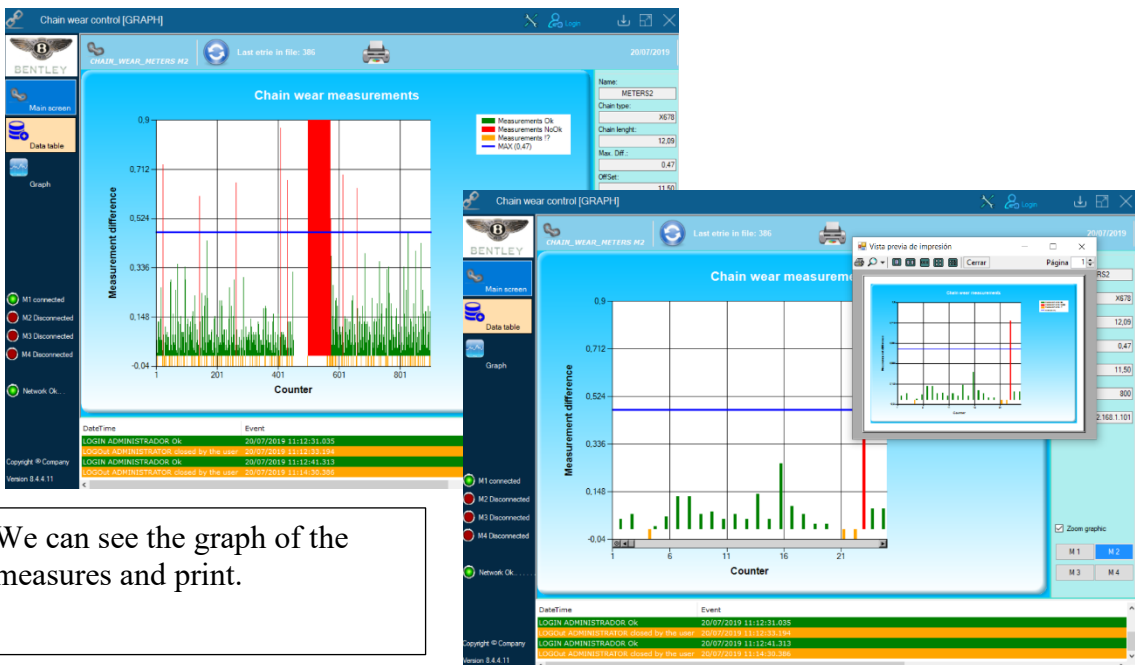 Chain wear control [GRAPH]
Login
BENTLEY
CHAIN_WEAR_METERS M2
Last etrie in file: 386
20/07/2019
Main screen
Data table
Graph
M1 connected
M2 Disconnected
M3 Disconnected
M4 Disconnected
Network Ok...
Copyright © Company
Version 8.4.4.11
Chain wear measurements
Measurement difference
0,9
0,712
0,524
0,336
0,148
-0.04
1 201 401 601 801
Counter
Measurements Ok
Measurements NoOk
Measurements !?
MAX (0,47)
Name:
METERS2
Chain type:
X678
Chain lenght:
12,09
Max. Diff :
0,47
OffSet:
11,50
DateTime Event
LOGIN ADMINISTRADOR Ok 20/07/2019 11:12:31.035
LOGOut ADMINISTRATOR closed by the user 20/07/2019 11:12:33.194
LOGIN ADMINISTRADOR Ok 20/07/2019 11:12:41.313
LOGOut ADMINISTRATOR closed by the user 20/07/2019 11:14:30.386
We can see the graph of the
measures and print.
Chain wear control [GRAPH]
Login
BENTLEY
CHAIN_WEAR_METERS M2
Last etrie in file: 386
20/07/2019
Main screen
Data table
Graph
M1 connected
M2 Disconnected
M3 Disconnected
M4 Disconnected
Network Ok......
Copyright © Company
Version 8.4.4.11
Chain wear measureme
Measurement difference
0.9
0,712
0,524
0,336
0,148
-0.04
1 6 11 16 21
Counter
Vista previa de impresión
Cerrar
Página 1
Chain wear measurements
RS2
X678
12,09
0,47
11,50
800
2.168.1.101
Zoom graphic
M 1 M 2
M 3 M 4
DateTime Event
LOGIN ADMINISTRADOR Ok 20/07/2019 11:12:31.035
LOGOut ADMINISTRATOR closed by the user 20/07/2019 11:12:33.194
LOGIN ADMINISTRADOR Ok 20/07/2019 11:12:41.313
LOGOut ADMINISTRATOR closed by the user 20/07/2019 11:14:30.386